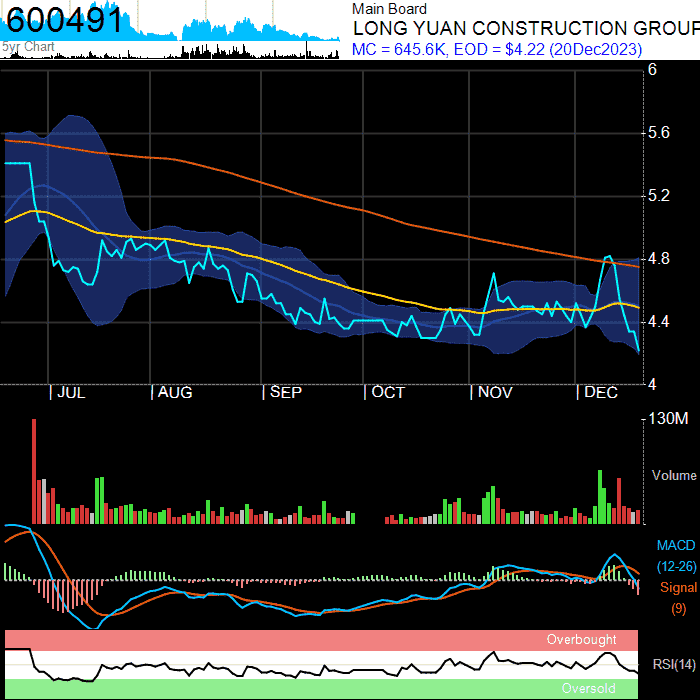 600491
5yr Chart
Main Board
LONG YUAN CONSTRUCTION GROUP
MC = 645.6K, EOD = $4.22 (20Dec2023)
6
5.6
5.2
4.8
4.4
4
| JUL | AUG | SEP | OCT | NOV | DEC
130M
Volume
MACD
(12-26)
Signal
(9)
Overbought
RSI(14)
Oversold